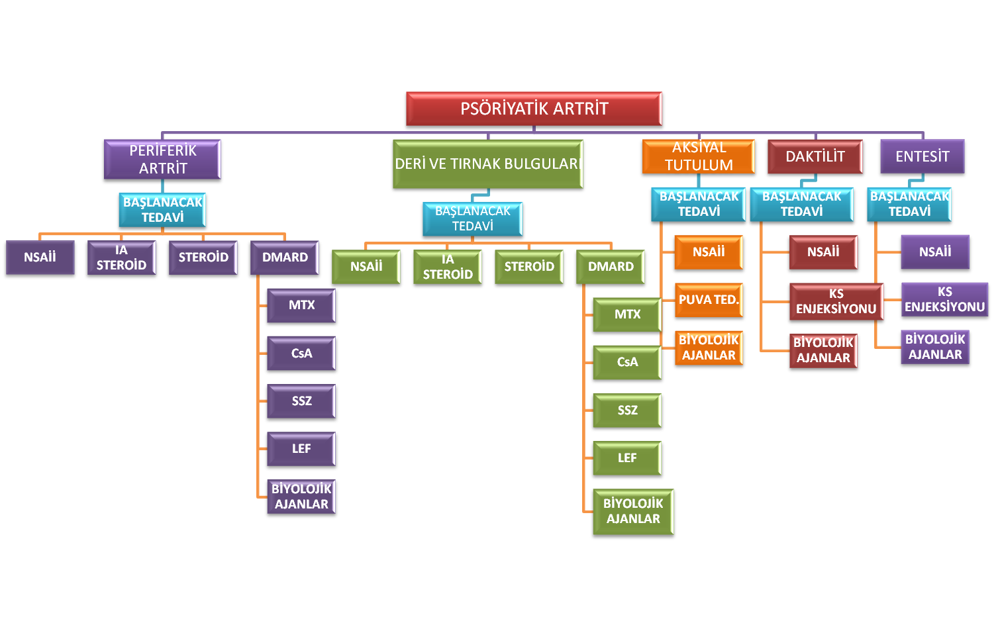 PSÖRİYATİK ARTRİT
PERİFERİK
ARTRİT
BAŞLANACAK
TEDAVİ
NSAİİ
IA
STEROİD
STEROİD
DMARD
MTX
CsA
SSZ
LEF
BİYOLOJİK
AJANLAR
DERİ VE TIRNAK BULGULARI
BAŞLANACAK
TEDAVİ
NSAİİ
IA
STEROİD
STEROİD
DMARD
MTX
CsA
SSZ
LEF
BİYOLOJİK
AJANLAR
AKSİYAL
TUTULUM
BAŞLANACAK
TEDAVİ
NSAİİ
PUVA TED.
BİYOLOJİK
AJANLAR
DAKTİLİT
BAŞLANACAK
TEDAVİ
NSAİİ
KS
ENJEKSİYONU
BİYOLOJİK
AJANLAR
ENTESİT
BAŞLANACAK
TEDAVİ
NSAİİ
KS
ENJEKSİYONU
BİYOLOJİK
AJANLAR